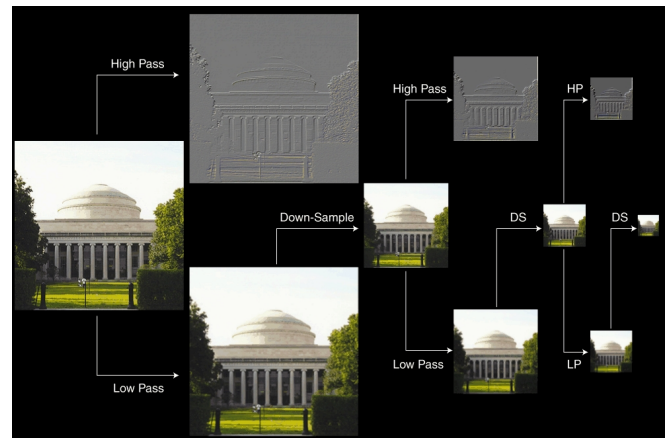 High Pass
Low Pass
Down-Sample
High Pass
Low Pass
DS
HP
LP
DS